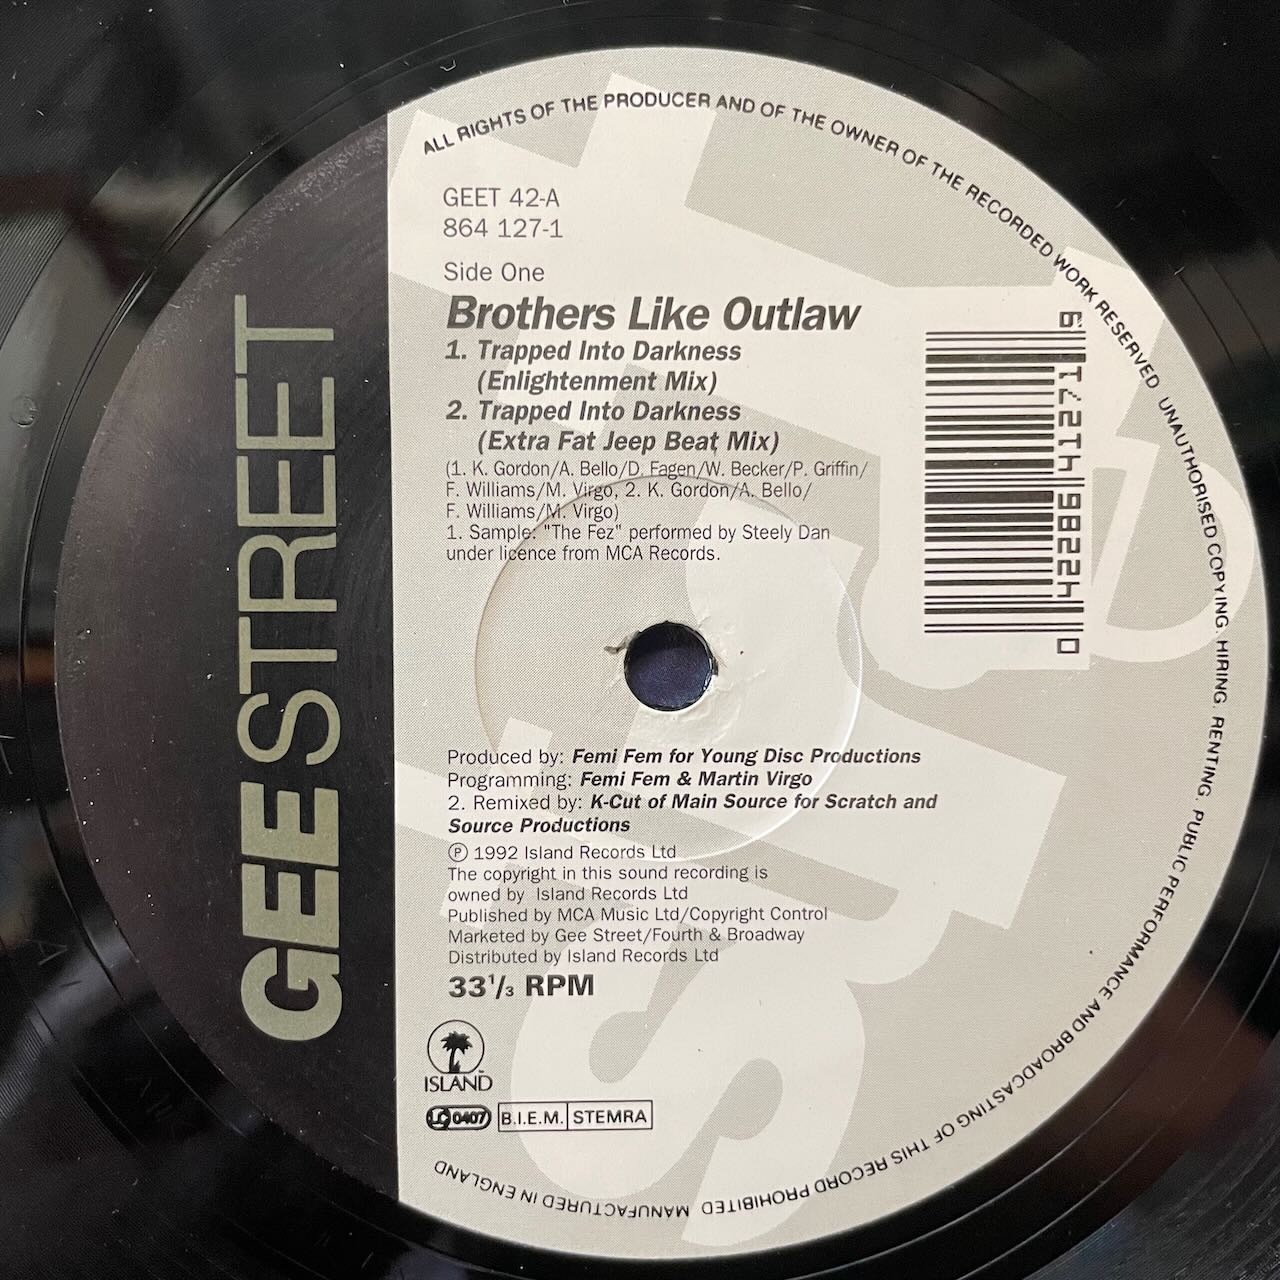 ALL RIGHTS OF THE PRODUCER AND OF THE OWNER OF THE RECORDED WORK RESERVED UNAUTHORISED COPYING. HIRING. RENTING. PUBLIC PERFORMANCE AND BROADCASTING OF THIS RECORD PROHIBITED MANUFACTURED IN ENGLAND
GEESTREET
GEET 42-A
864 127-1
Side One
Brothers Like Outlaw
1. Trapped Into Darkness
(Enlightenment Mix)
2. Trapped Into Darkness
(Extra Fat Jeep Beat Mix)
(1. K. Gordon/A. Bello/D. Fagen/W. Becker/P. Griffin/
F. Williams/M. Virgo, 2. K. Gordon/A. Bello/
F. Williams/M. Virgo)
1. Sample: "The Fez" performed by Steely Dan
under licence from MCA Records.
0 42286 41271 9
Produced by: Femi Fem for Young Disc Productions
Programming: Femi Fem & Martin Virgo
2. Remixed by: K-Cut of Main Source for Scratch and
Source Productions
℗ 1992 Island Records Ltd
The copyright in this sound recording is
owned by Island Records Ltd
Published by MCA Music Ltd/Copyright Control
Marketed by Gee Street/Fourth & Broadway
Distributed by Island Records Ltd
33⅓ RPM
ISLAND
LC 0407 B.I.E.M. STEMRA